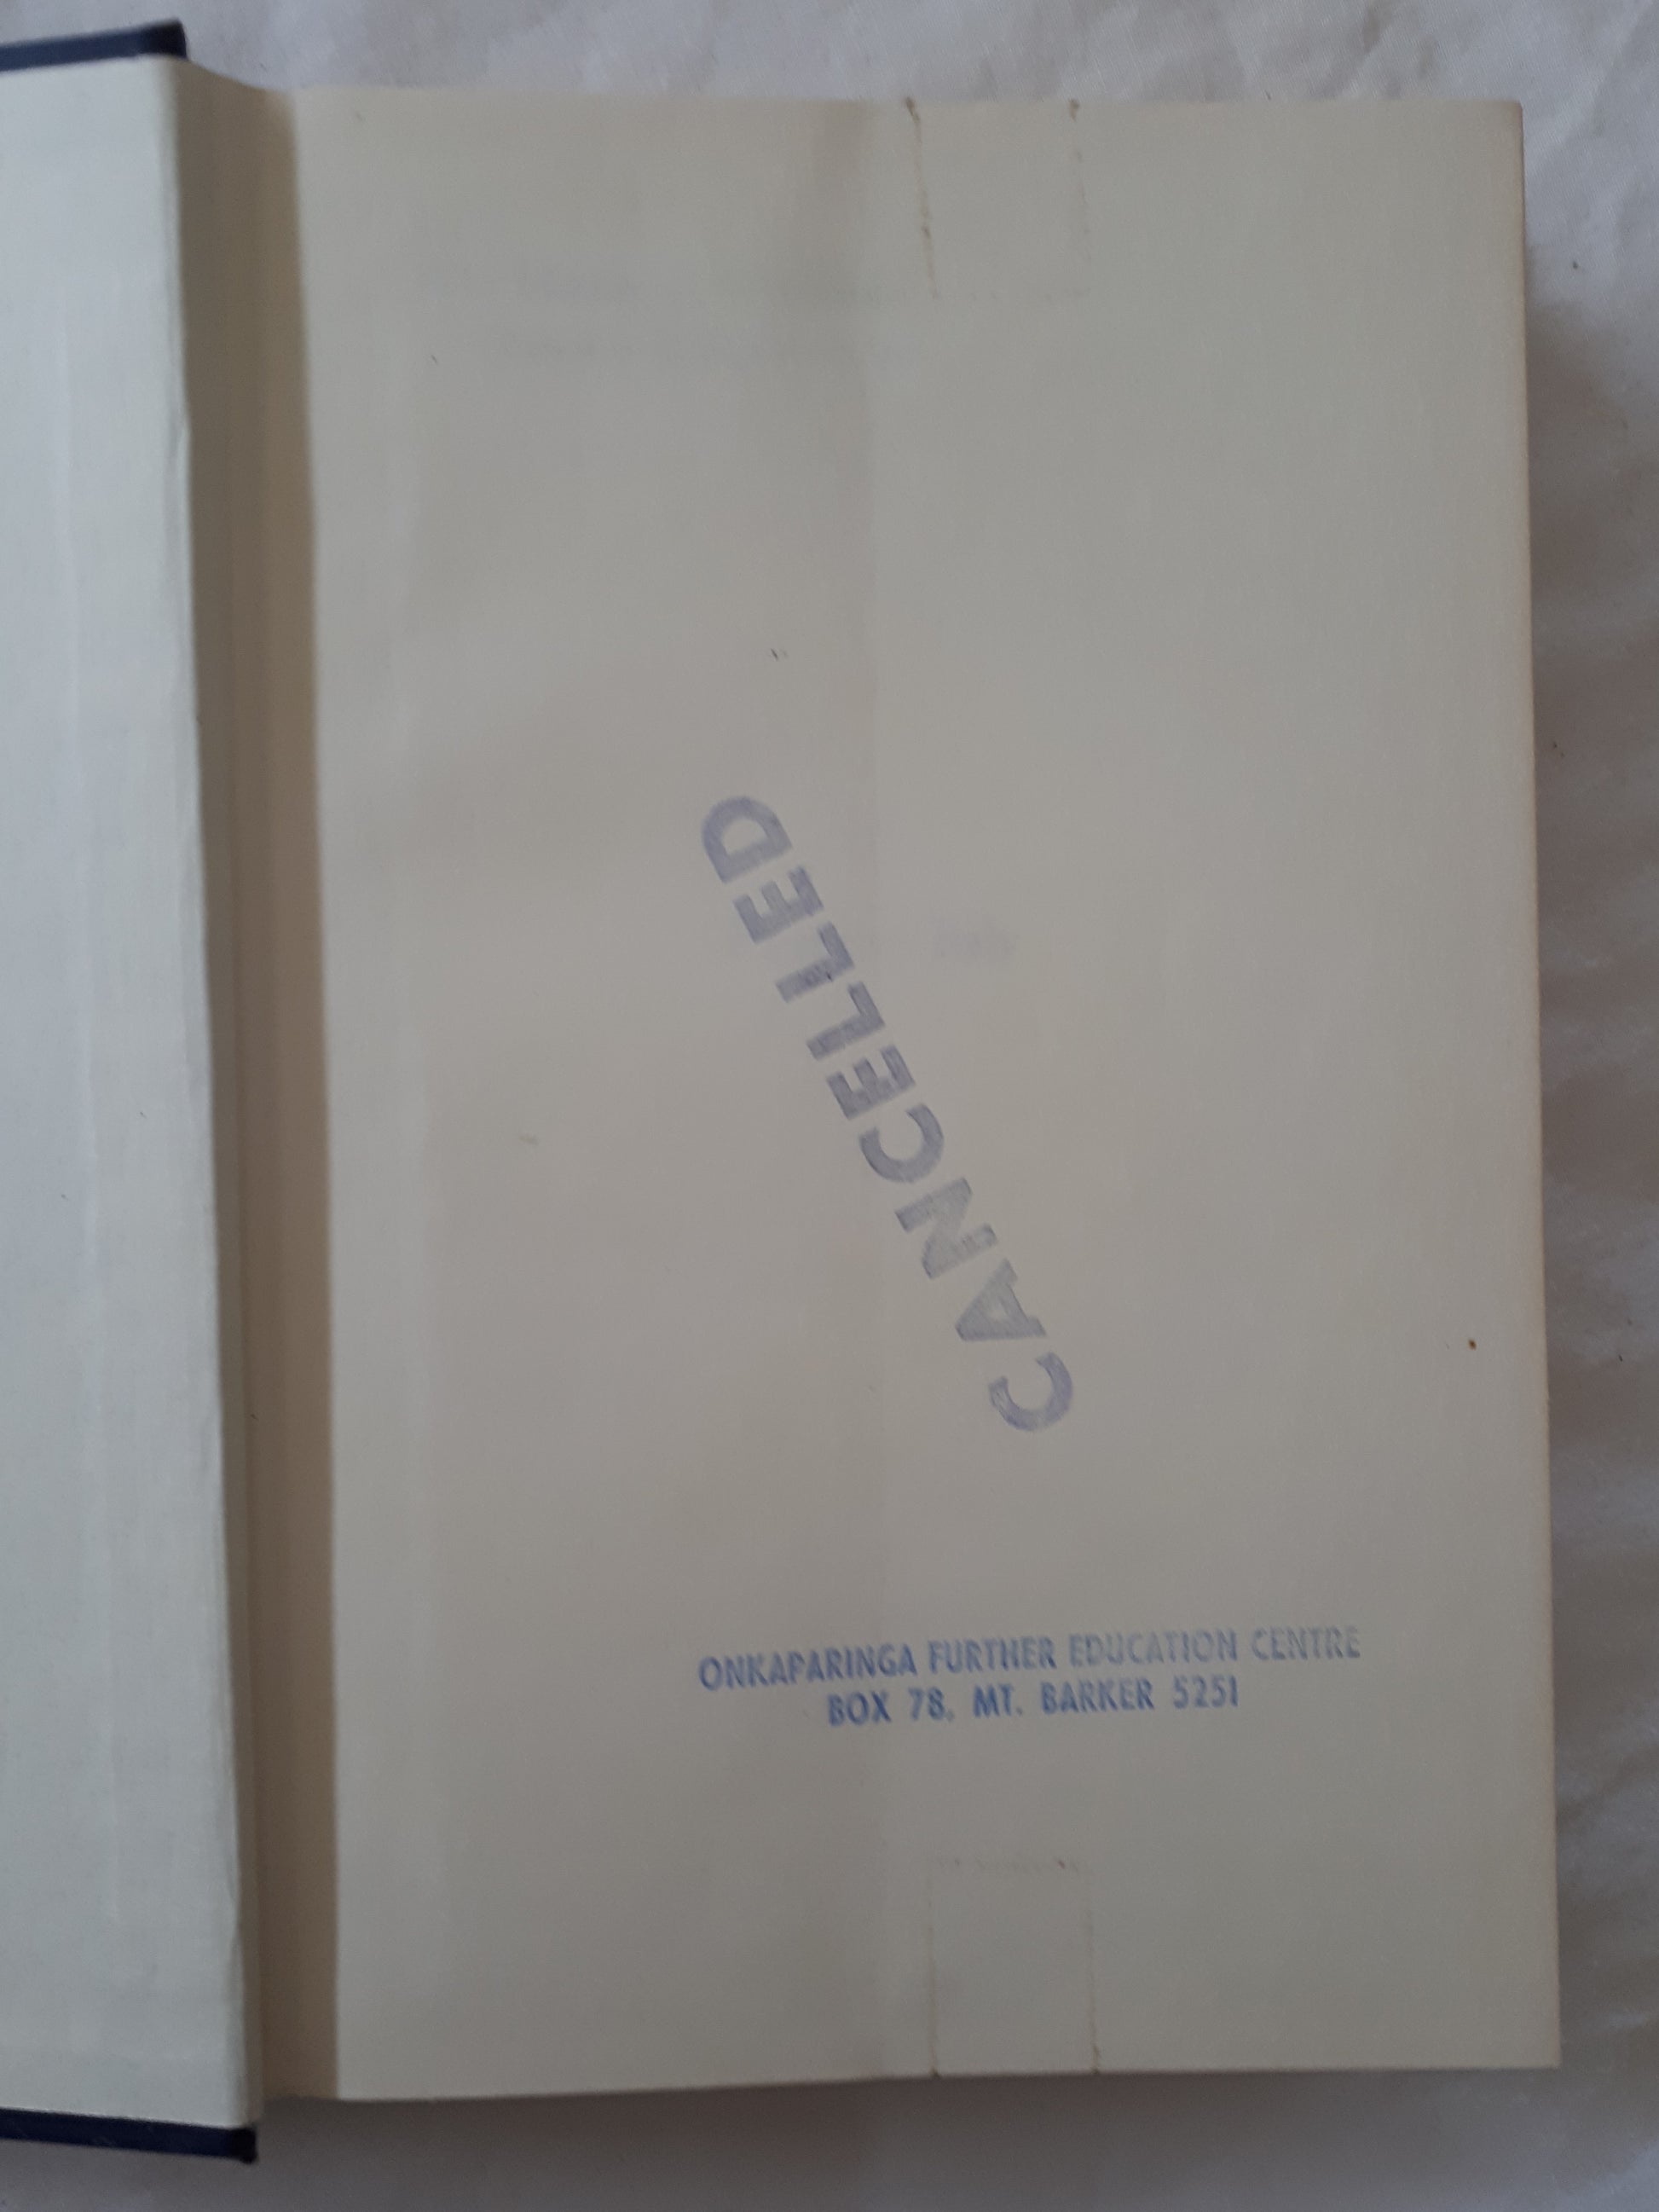 CANCELLED
ONKAPARINGA FURTHER EDUCATION CENTRE
BOX 78, MT. BARKER 5251